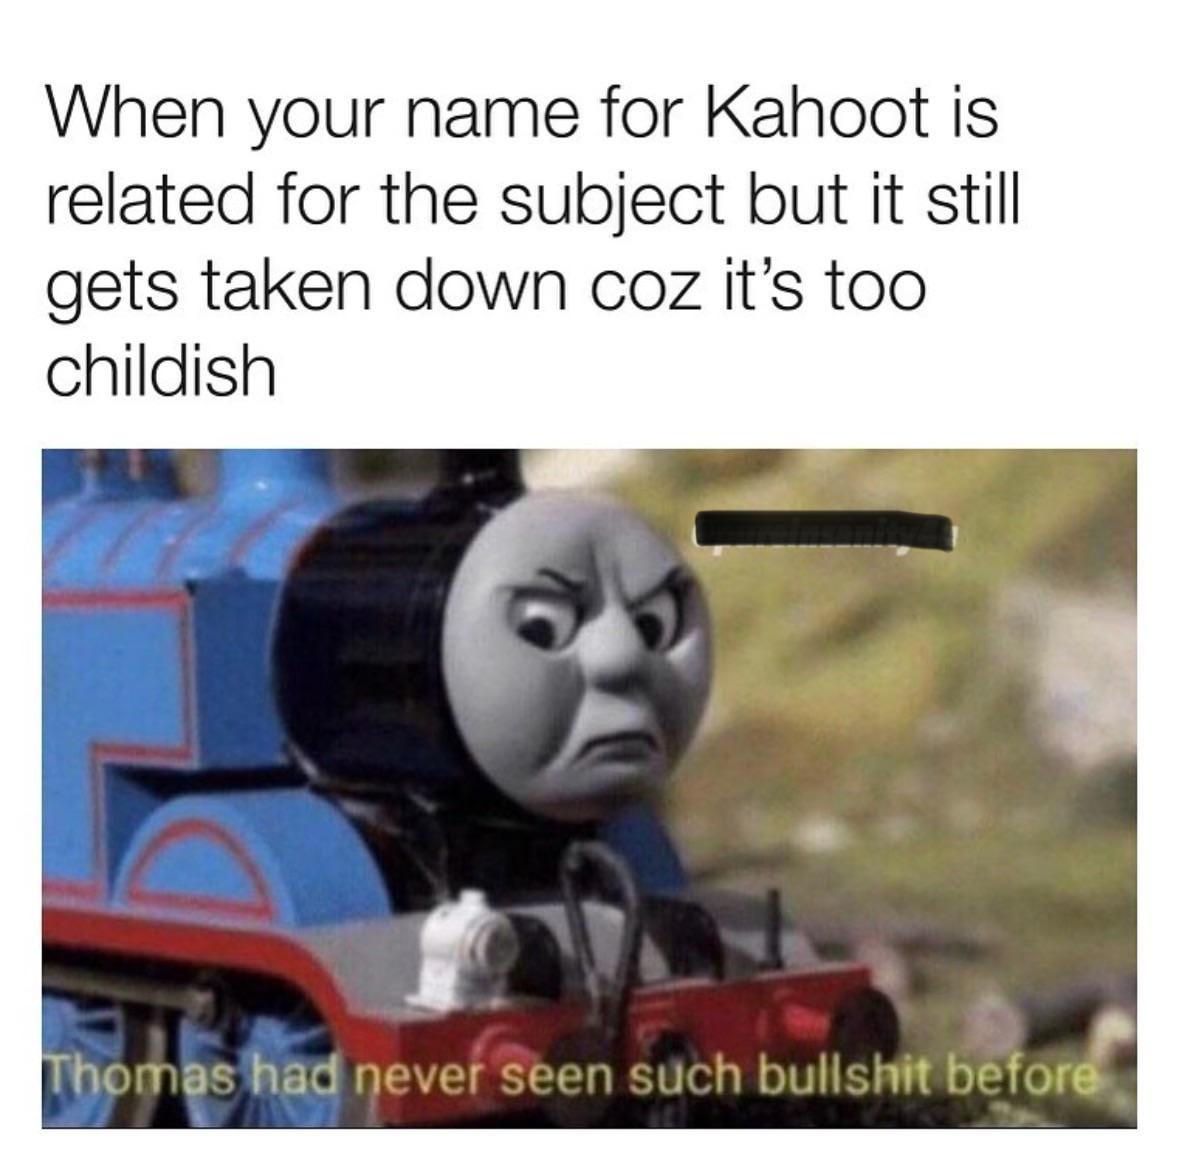 When your name for Kahoot is
related for the subject but it still
gets taken down coz it’s too
childish
Thomas had never seen such bullshit before